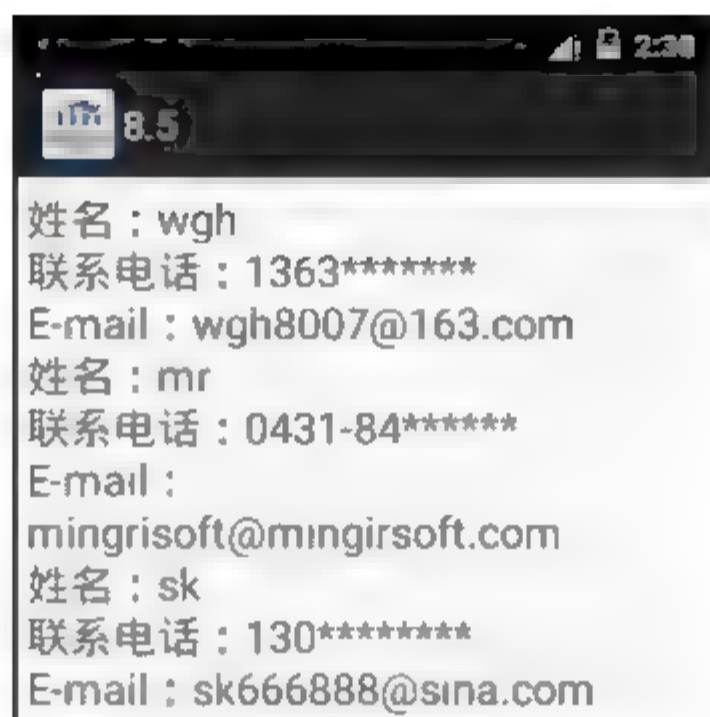 2:30
8.5
姓名：wgh
联系电话：1363*******
E-mail：wgh8007@163.com
姓名：mr
联系电话：0431-84******
E-mail：
mingrisoft@mingirsoft.com
姓名：sk
联系电话：130********
E-mail：sk666888@sina.com